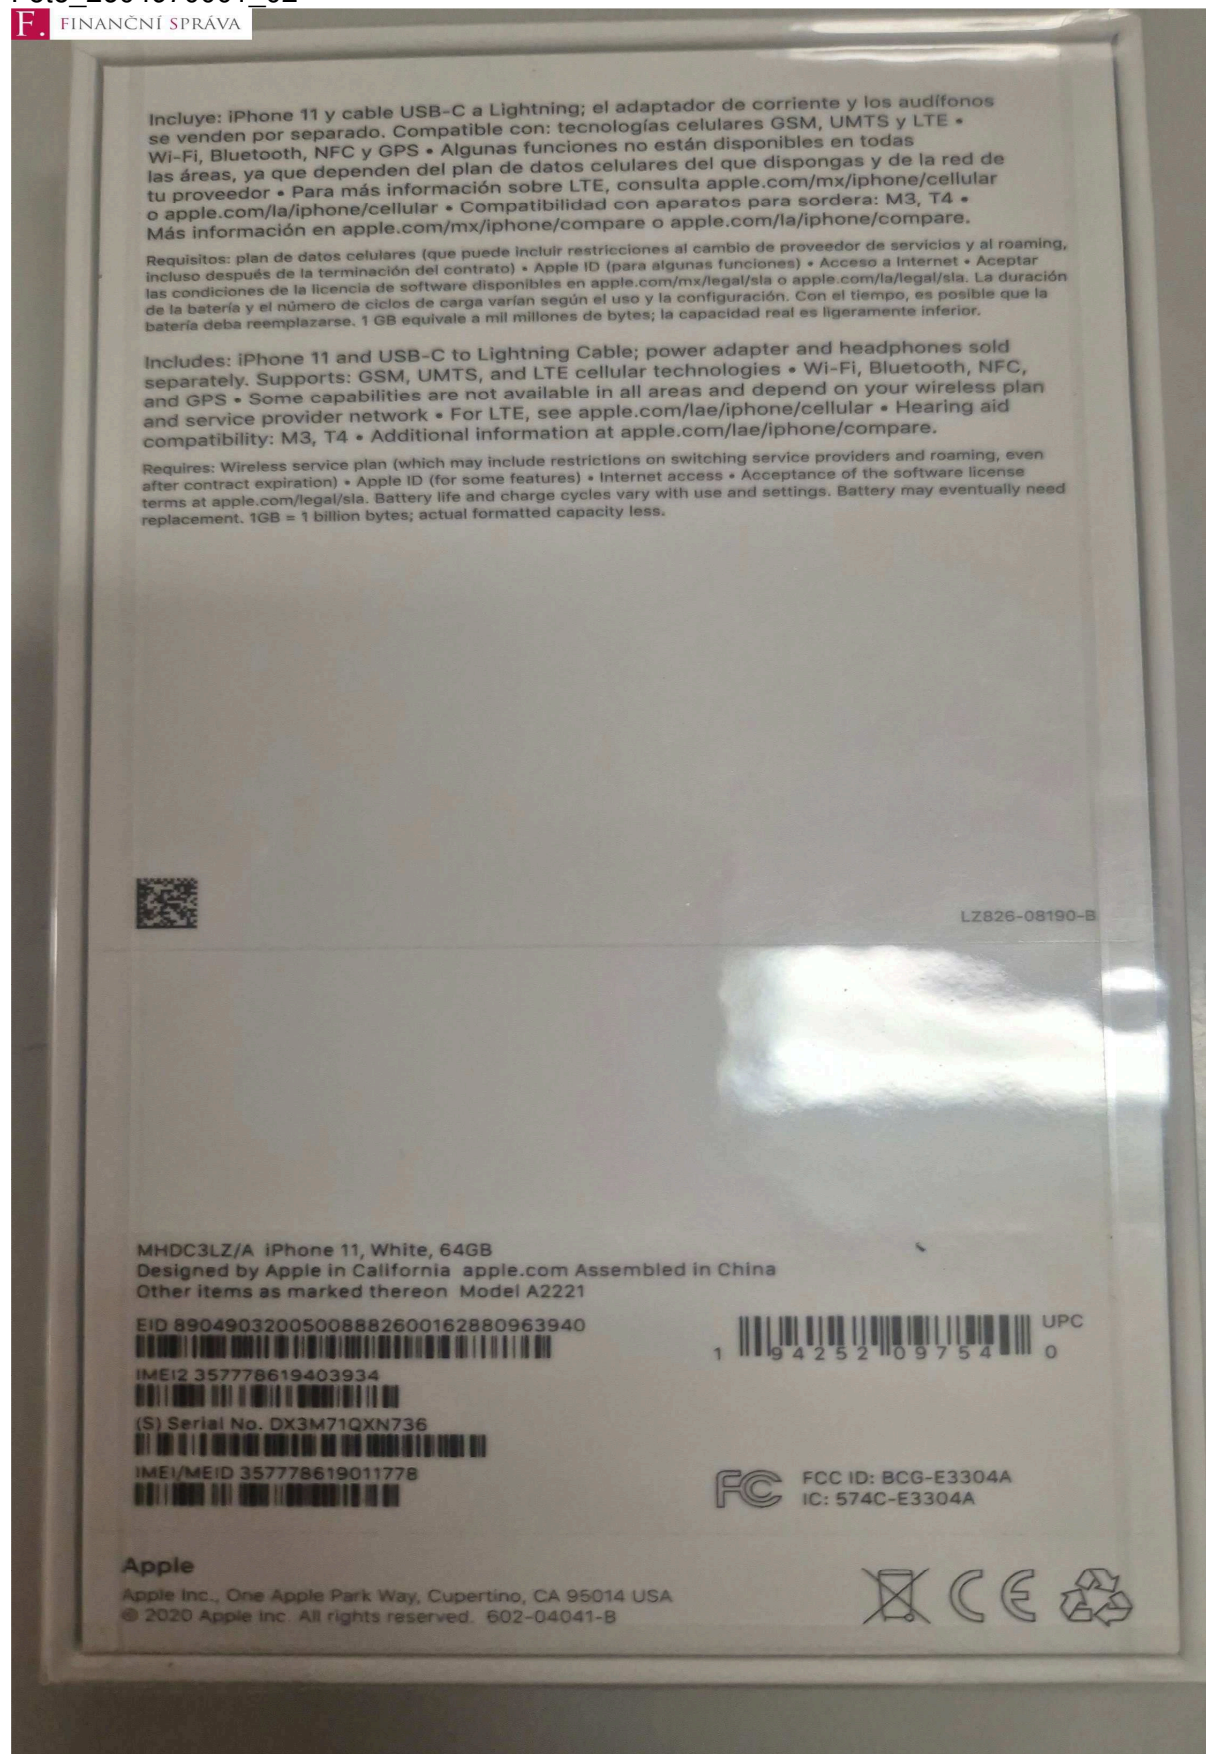 F. FINANČNÍ SPRÁVA
Incluye: iPhone 11 y cable USB-C a Lightning; el adaptador de corriente y los audífonos
se venden por separado. Compatible con: tecnologías celulares GSM, UMTS y LTE •
Wi-Fi, Bluetooth, NFC y GPS • Algunas funciones no están disponibles en todas
las áreas, ya que dependen del plan de datos celulares del que dispongas y de la red de
tu proveedor • Para más información sobre LTE, consulta apple.com/mx/iphone/cellular
o apple.com/la/iphone/cellular • Compatibilidad con aparatos para sordera: M3, T4 •
Más información en apple.com/mx/iphone/compare o apple.com/la/iphone/compare.
Requisitos: plan de datos celulares (que puede incluir restricciones al cambio de proveedor de servicios y al roaming,
incluso después de la terminación del contrato) • Apple ID (para algunas funciones) • Acceso a Internet • Aceptar
las condiciones de la licencia de software disponibles en apple.com/mx/legal/sla o apple.com/la/legal/sla. La duración
de la batería y el número de ciclos de carga varían según el uso y la configuración. Con el tiempo, es posible que la
batería deba reemplazarse. 1 GB equivale a mil millones de bytes; la capacidad real es ligeramente inferior.
Includes: iPhone 11 and USB-C to Lightning Cable; power adapter and headphones sold
separately. Supports: GSM, UMTS, and LTE cellular technologies • Wi-Fi, Bluetooth, NFC,
and GPS • Some capabilities are not available in all areas and depend on your wireless plan
and service provider network • For LTE, see apple.com/lae/iphone/cellular • Hearing aid
compatibility: M3, T4 • Additional information at apple.com/lae/iphone/compare.
Requires: Wireless service plan (which may include restrictions on switching service providers and roaming, even
after contract expiration) • Apple ID (for some features) • Internet access • Acceptance of the software license
terms at apple.com/legal/sla. Battery life and charge cycles vary with use and settings. Battery may eventually need
replacement. 1GB = 1 billion bytes; actual formatted capacity less.
LZ826-08190-B
MHDC3LZ/A iPhone 11, White, 64GB
Designed by Apple in California apple.com Assembled in China
Other items as marked thereon Model A2221
EID 89049032005008882600162880963940
UPC
1 94252 09754 0
IMEI2 357778619403934
(S) Serial No. DX3M71QXN736
IMEI/MEID 357778619011778
FCC ID: BCG-E3304A
IC: 574C-E3304A
Apple
Apple Inc., One Apple Park Way, Cupertino, CA 95014 USA
© 2020 Apple Inc. All rights reserved. 602-04041-B